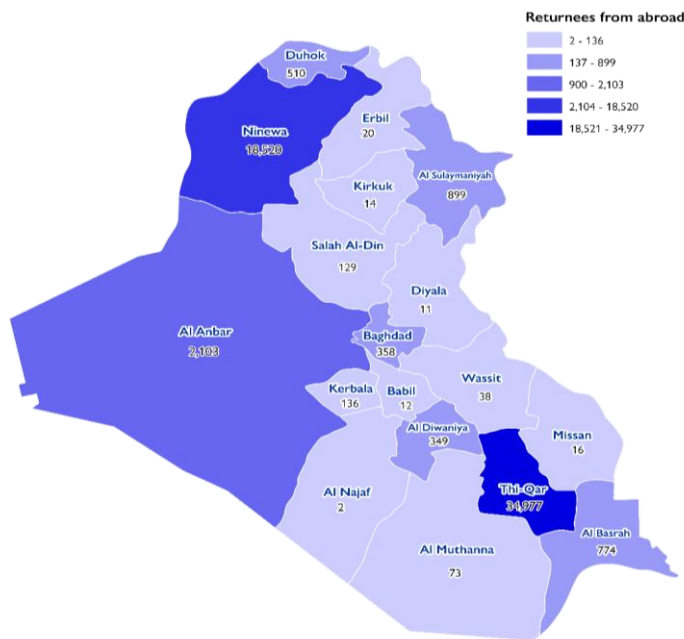 Returnees from abroad
2 - 136
137 - 899
900 - 2,103
2,104 - 18,520
18,521 - 34,977
Duhok
510
Ninewa
18,520
Erbil
20
Kirkuk
14
Al Sulaymaniyah
899
Salah Al-Din
129
Diyala
11
Al Anbar
2,103
Baghdad
358
Kerbala
136
Babil
12
Wassit
38
Al Diwaniya
349
Missan
16
Al Najaf
2
Thi-Qar
34,977
Al Basrah
774
Al Muthanna
73